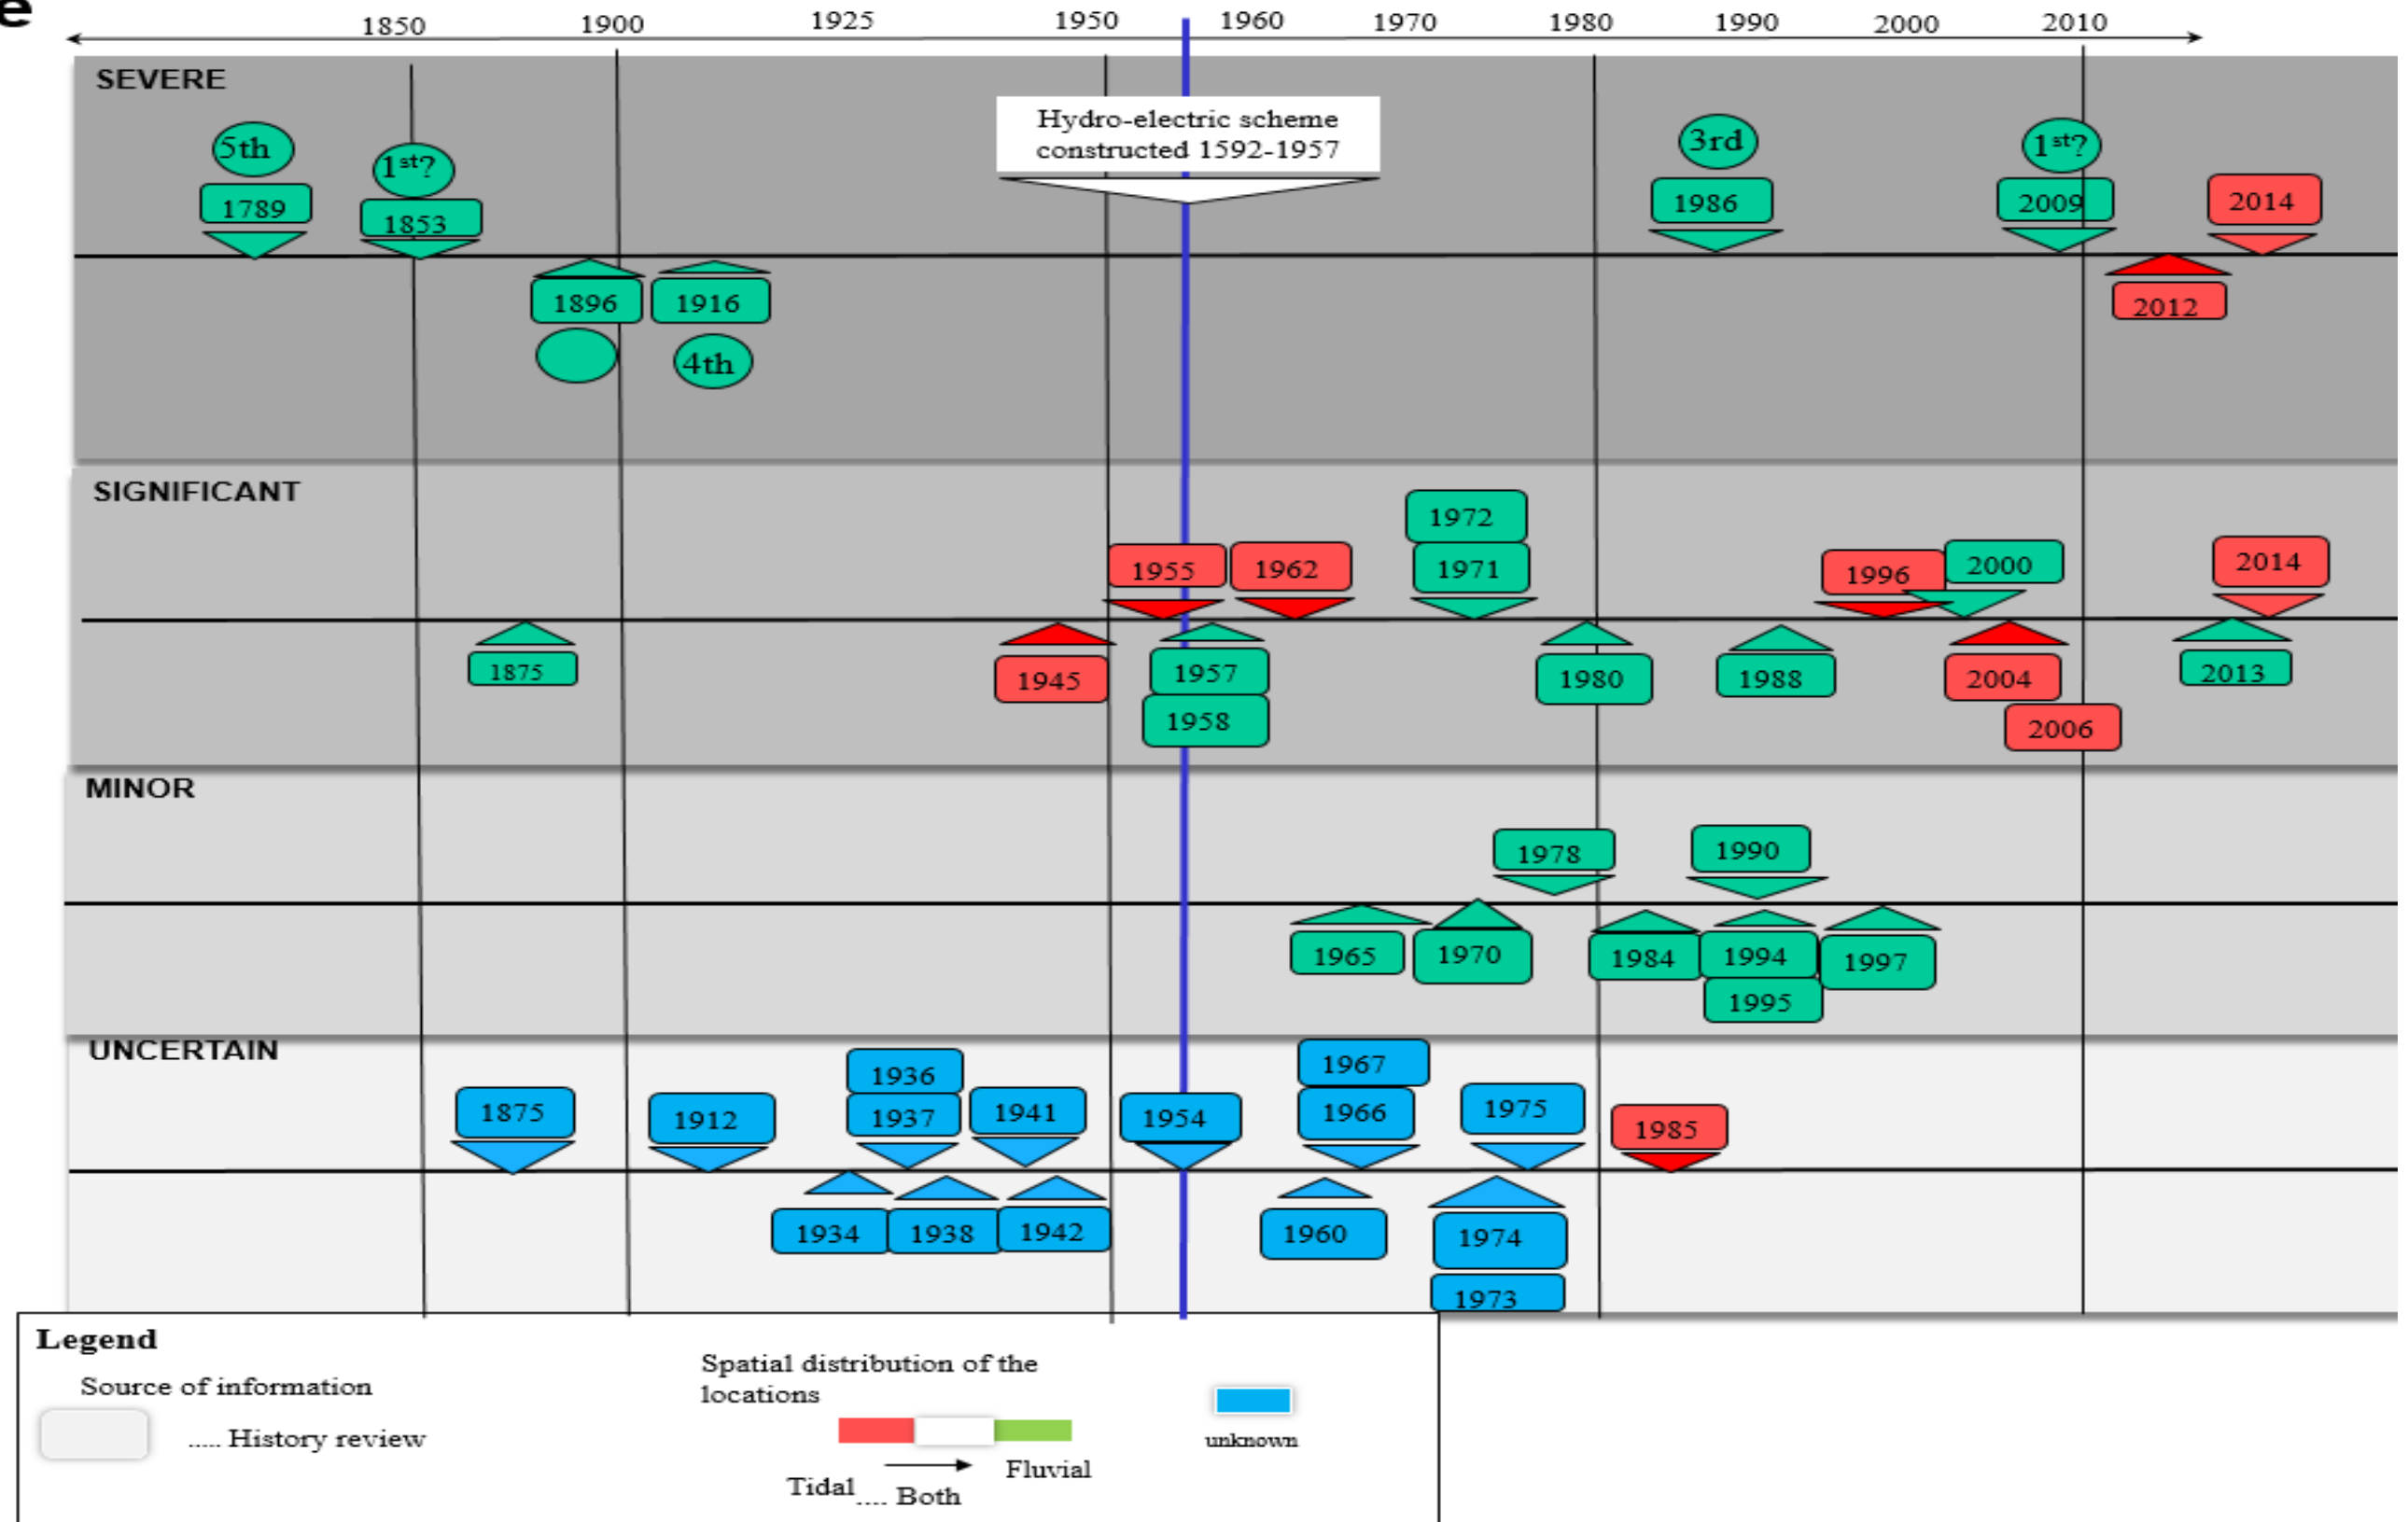 e
1850 1900 1925 1950 1960 1970 1980 1990 2000 2010
SEVERE
Hydro-electric scheme
constructed 1592-1957
5th 1st? 3rd 1st?
1789 1853 1986 2009 2014
1896 1916 2012
4th
SIGNIFICANT
1972
1955 1962 1971 1996 2000 2014
1875 1945 1957 1980 1988 2004 2013
1958 2006
MINOR
1978 1990
1965 1970 1984 1994 1997
1995
UNCERTAIN
1936 1967
1875 1912 1937 1941 1954 1966 1975 1985
1934 1938 1942 1960 1974
1973
Legend
Source of information
..... History review
Spatial distribution of the
locations
Tidal .... Both Fluvial
unknown